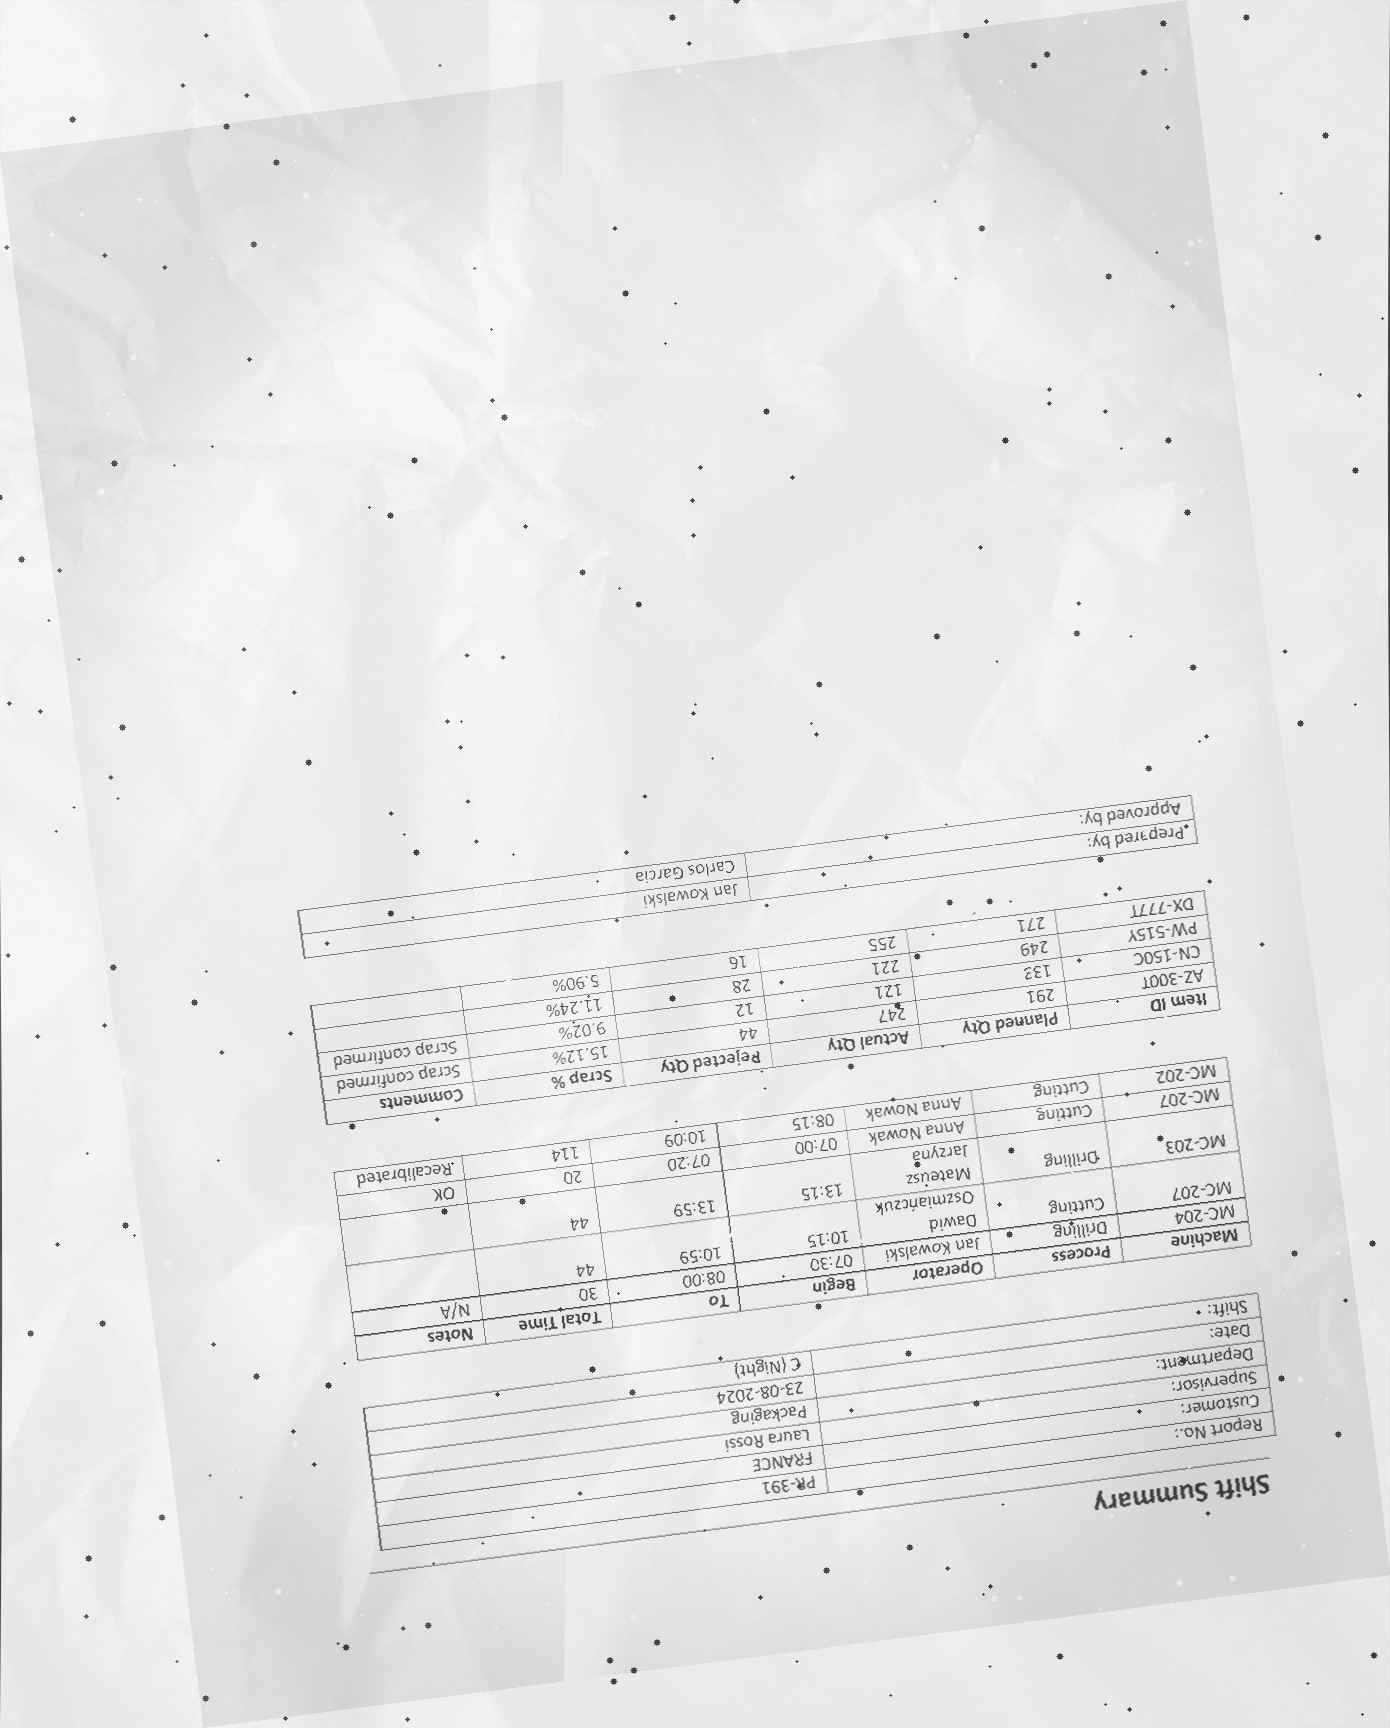 Shift Summary
Report No.: PR-391
Customer: FRANCE
Supervisor: Laura Rossi
Department: Packaging
Date: 23-08-2024
Shift: C (Night)
Machine Process Operator Begin To Total Time Notes
MC-204 Drilling Jan Kowalski 07:30 08:00 30 N/A
MC-207 Cutting Dawid Oszmiańczuk 10:15 10:59 44
MC-203 Drilling Mateusz Jarzyna 13:15 13:59 44
MC-207 Cutting Anna Nowak 07:00 07:20 20 OK
MC-202 Cutting Anna Nowak 08:15 10:09 114 Recalibrated
Item ID Planned Qty Actual Qty Rejected Qty Scrap % Comments
AZ-300T 291 247 44 15.12% Scrap confirmed
CN-150C 133 121 12 9.02% Scrap confirmed
PW-515Y 249 221 28 11.24%
DX-777T 271 255 16 5.90%
Prepared by: Jan Kowalski
Approved by: Carlos Garcia